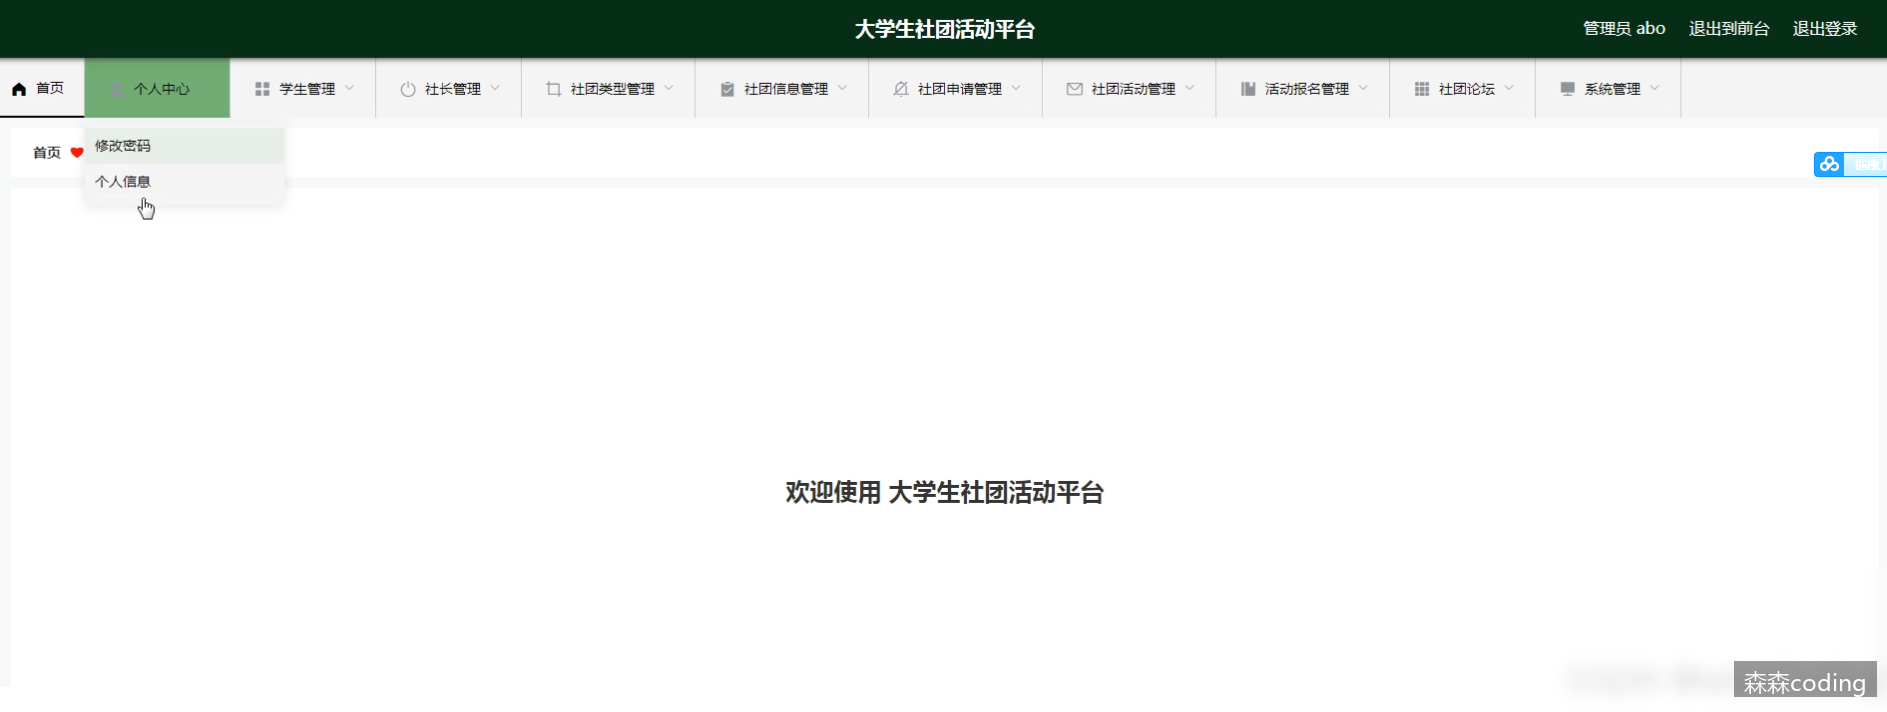 大学生社团活动平台
管理员 abo 退出到前台 退出登录
首页 个人中心 学生管理 社长管理 社团类型管理 社团信息管理 社团申请管理 社团活动管理 活动报名管理 社团论坛 系统管理
首页
修改密码
个人信息
欢迎使用 大学生社团活动平台
森森coding